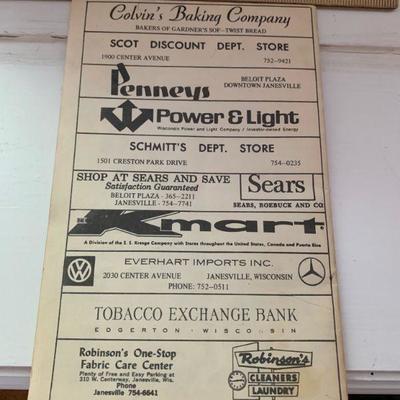 Colvin's Baking Company
BAKERS OF GARDNER'S SOF-TWIST BREAD
SCOT DISCOUNT DEPT. STORE
1900 CENTER AVENUE 752-9421
Penneys
BELOIT PLAZA
DOWNTOWN JANESVILLE
Power & Light
Wisconsin Power and Light Company / Investor-owned Energy
SCHMITT'S DEPT. STORE
1501 CRESTON PARK DRIVE 754-0235
SHOP AT SEARS AND SAVE
Satisfaction Guaranteed
BELOIT PLAZA - 365-2211
JANESVILLE - 754-7741
Sears
SEARS, ROEBUCK AND CO
Kmart
A Division of the S. S. Kresge Company with Stores throughout the United States, Canada and Puerto Rico
EVERHART IMPORTS INC.
2030 CENTER AVENUE JANESVILLE, WISCONSIN
PHONE: 752-0511
TOBACCO EXCHANGE BANK
EDGERTON - WISCONSIN
Robinson's One-Stop
Fabric Care Center
Plenty of Free and Easy Parking at
310 W. Centerway, Janesville, Wis.
Phone
Janesville 754-6641
Robinson's
CLEANERS
LAUNDRY